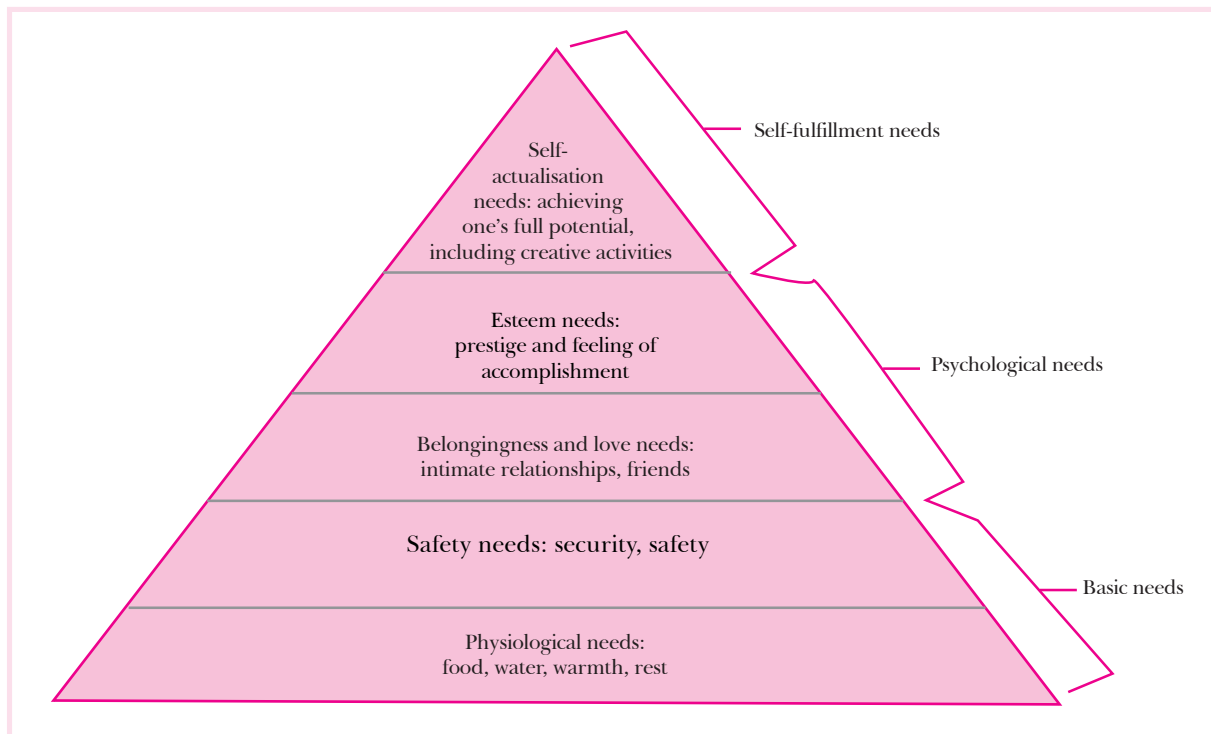 Self-
actualisation
needs: achieving
one’s full potential,
including creative activities
Self-fulfillment needs
Esteem needs:
prestige and feeling of
accomplishment
Psychological needs
Belongingness and love needs:
intimate relationships, friends
Safety needs: security, safety
Basic needs
Physiological needs:
food, water, warmth, rest